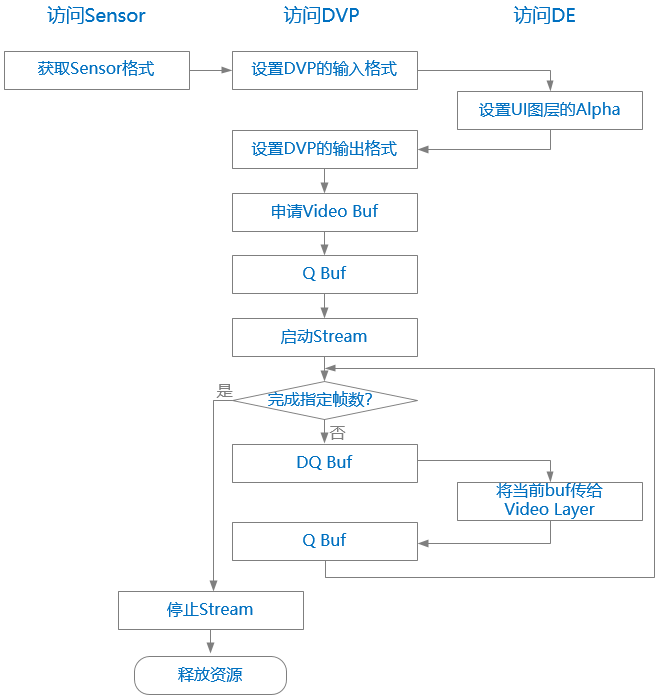 访问Sensor
访问DVP
访问DE
获取Sensor格式
设置DVP的输入格式
设置UI图层的Alpha
设置DVP的输出格式
申请Video Buf
Q Buf
启动Stream
是
完成指定帧数?
否
DQ Buf
将当前buf传给
Video Layer
Q Buf
停止Stream
释放资源